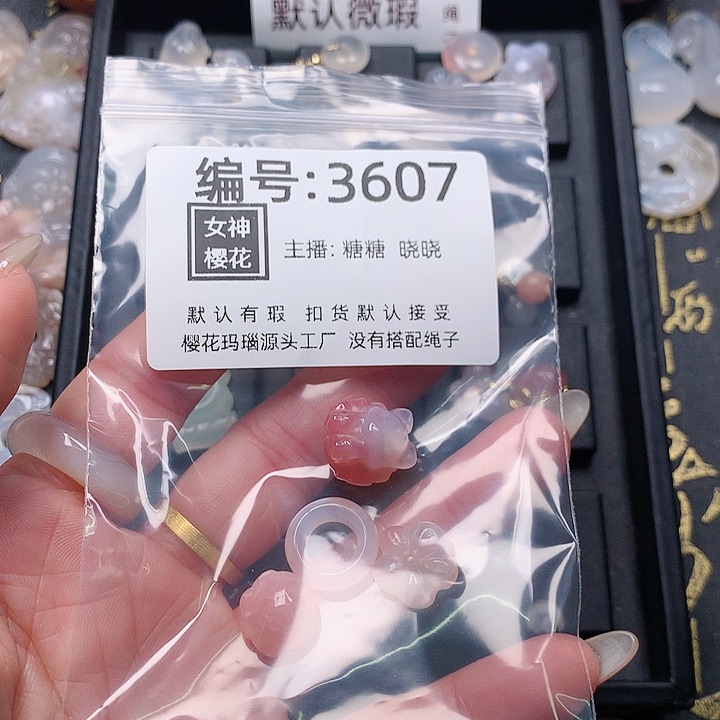 默认微瑕
绳
编号:3607
女神
樱花
主播: 糖糖 晓晓
默认有瑕 扣货默认接受
樱花玛瑙源头工厂 没有搭配绳子